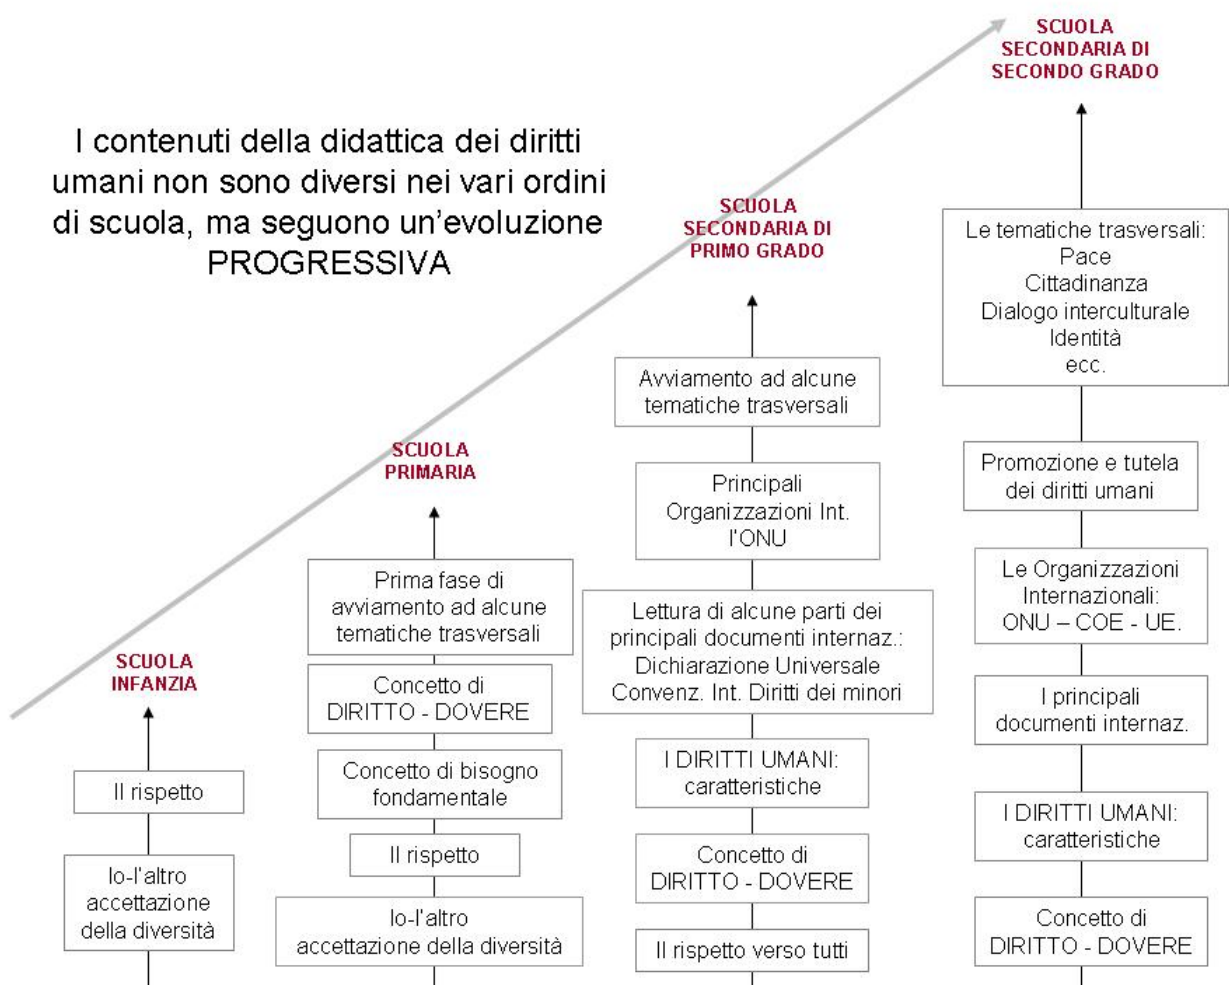 I contenuti della didattica dei diritti
umani non sono diversi nei vari ordini
di scuola, ma seguono un'evoluzione
PROGRESSIVA
SCUOLA
INFANZIA
Il rispetto
Io-l'altro
accettazione
della diversità
SCUOLA
PRIMARIA
Prima fase di
avviamento ad alcune
tematiche trasversali
Concetto di
DIRITTO - DOVERE
Concetto di bisogno
fondamentale
Il rispetto
Io-l'altro
accettazione della diversità
SCUOLA
SECONDARIA DI
PRIMO GRADO
Avviamento ad alcune
tematiche trasversali
Principali
Organizzazioni Int.
l'ONU
Lettura di alcune parti dei
principali documenti internaz.:
Dichiarazione Universale
Convenz. Int. Diritti dei minori
I DIRITTI UMANI:
caratteristiche
Concetto di
DIRITTO - DOVERE
Il rispetto verso tutti
SCUOLA
SECONDARIA DI
SECONDO GRADO
Le tematiche trasversali:
Pace
Cittadinanza
Dialogo interculturale
Identità
ecc.
Promozione e tutela
dei diritti umani
Le Organizzazioni
Internazionali:
ONU – COE - UE.
I principali
documenti internaz.
I DIRITTI UMANI:
caratteristiche
Concetto di
DIRITTO - DOVERE